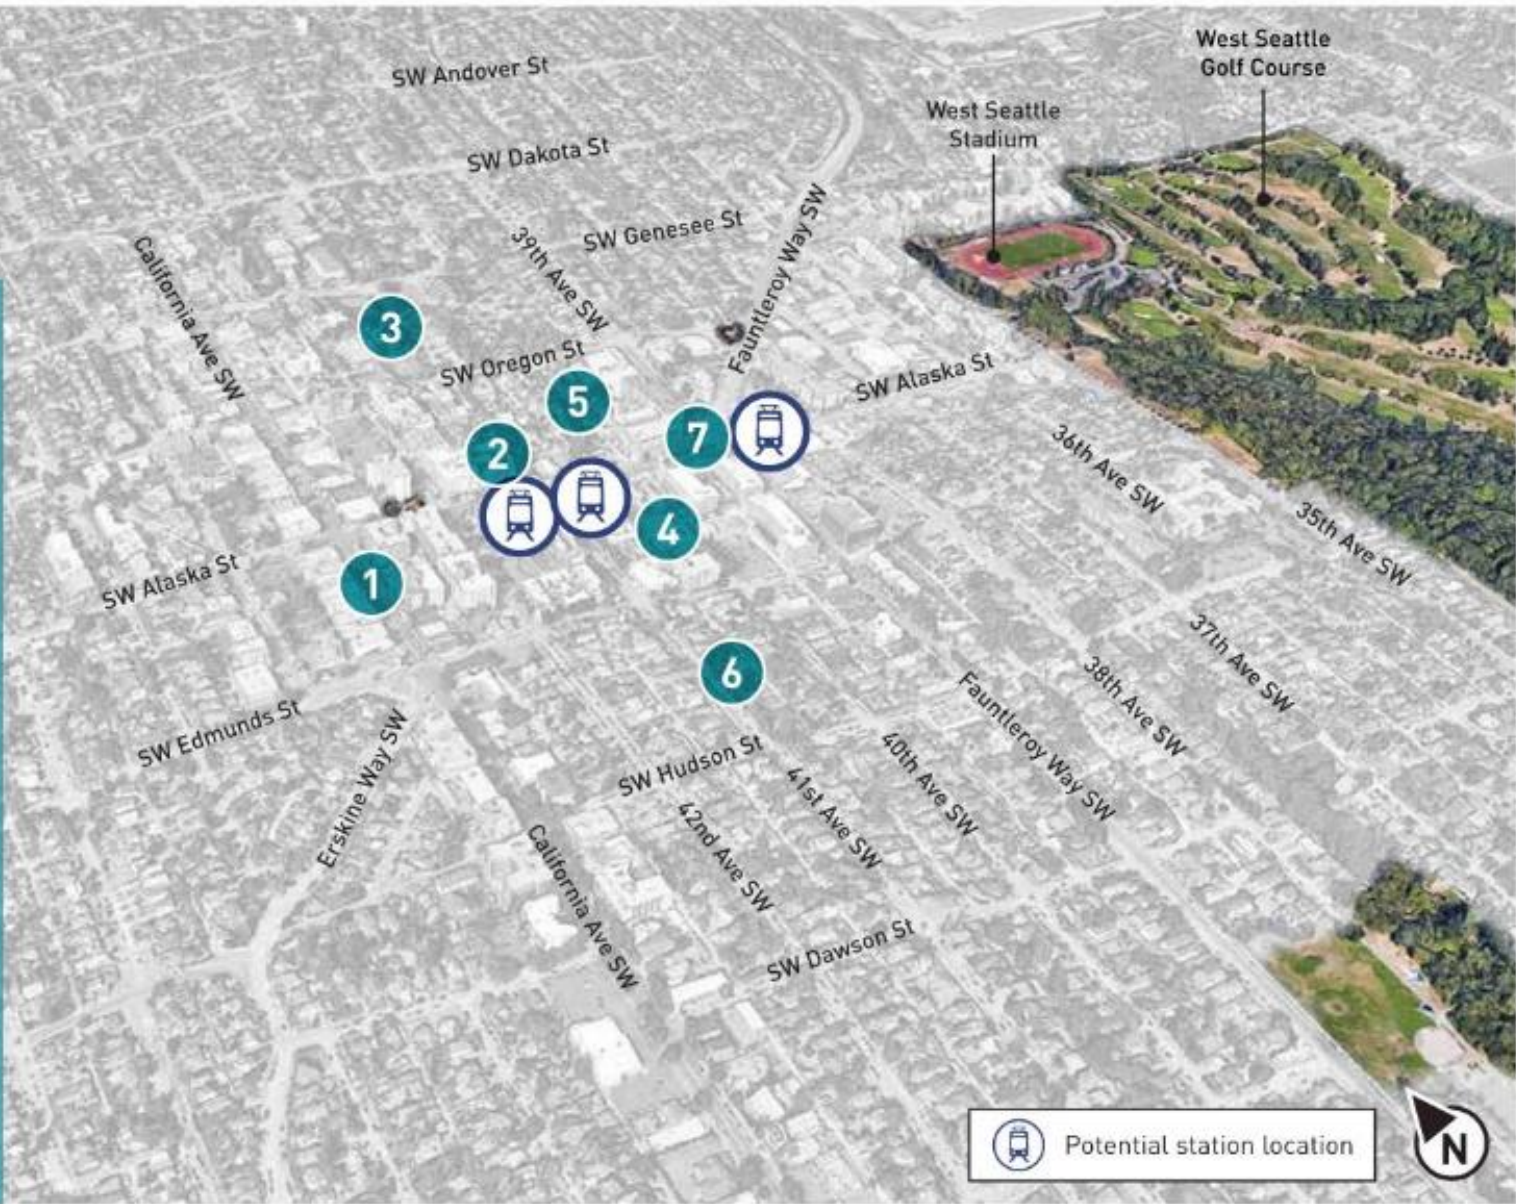 West Seattle
Golf Course
SW Andover St
West Seattle
Stadium
SW Dakota St
SW Genesee St
39th Ave SW
Fauntleroy Way SW
California Ave SW
3
SW Oregon St
SW Alaska St
5
7
2
36th Ave SW
4
35th Ave SW
SW Alaska St
1
37th Ave SW
6
38th Ave SW
Fauntleroy Way SW
SW Edmunds St
Erskine Way SW
SW Hudson St
40th Ave SW
41st Ave SW
42nd Ave SW
California Ave SW
SW Dawson St
Potential station location
N